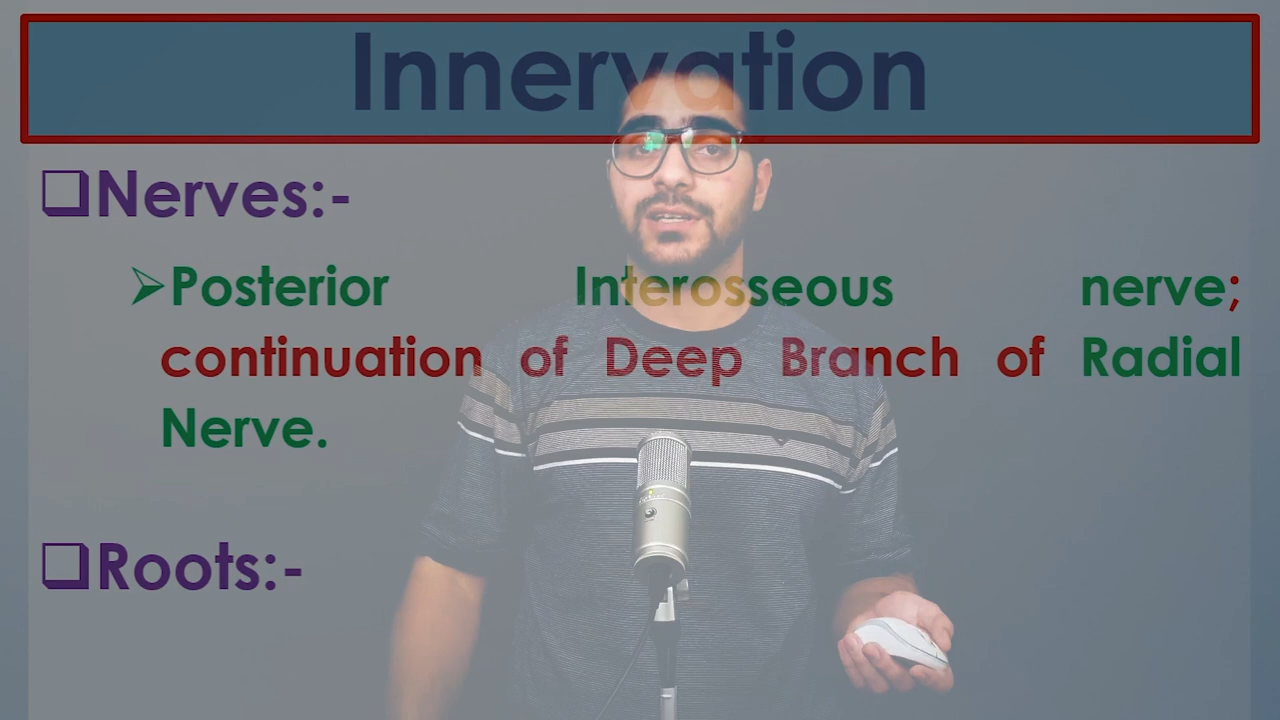 Innervation
❑Nerves:-
➢Posterior Interosseous nerve;
continuation of Deep Branch of Radial
Nerve.
❑Roots:-